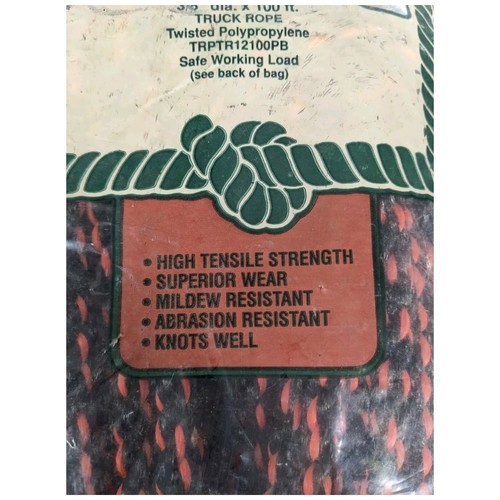 3/8" dia. x 100 ft.
TRUCK ROPE
Twisted Polypropylene
TRPTR12100PB
Safe Working Load
(see back of bag)
• HIGH TENSILE STRENGTH
• SUPERIOR WEAR
• MILDEW RESISTANT
• ABRASION RESISTANT
• KNOTS WELL